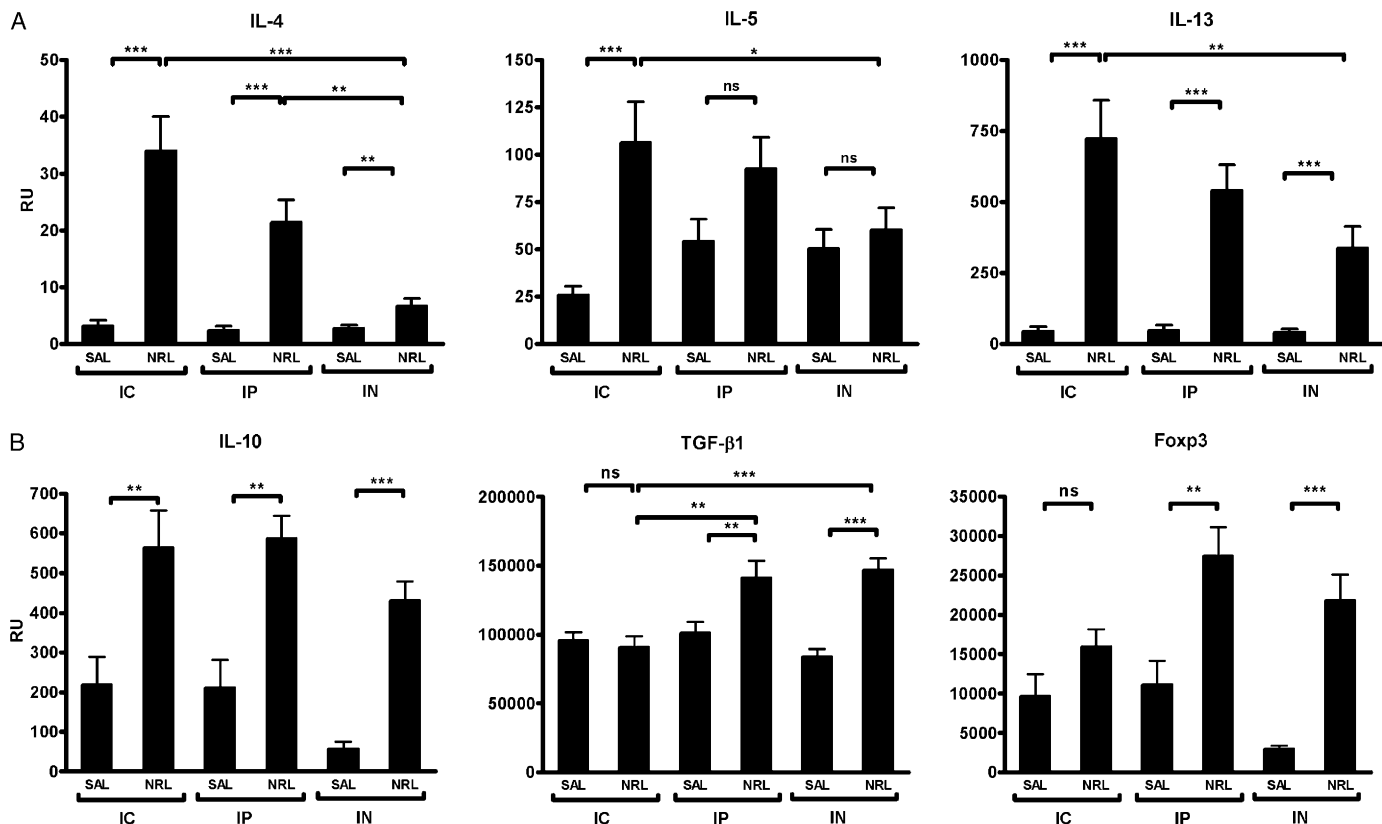 A
IL-4
IL-5
IL-13
*** *** *** ** **
*** * ns ns
*** ** *** ***
RU
50
40
30
20
10
0
150
125
100
75
50
25
0
1000
750
500
250
0
SAL NRL SAL NRL SAL NRL
IC IP IN
SAL NRL SAL NRL SAL NRL
IC IP IN
SAL NRL SAL NRL SAL NRL
IC IP IN
B
IL-10
TGF-β1
Foxp3
** ** ***
ns *** ** ** ***
ns ** ***
RU
700
600
500
400
300
200
100
0
200000
150000
100000
50000
0
35000
30000
25000
20000
15000
10000
5000
0
SAL NRL SAL NRL SAL NRL
IC IP IN
SAL NRL SAL NRL SAL NRL
IC IP IN
SAL NRL SAL NRL SAL NRL
IC IP IN